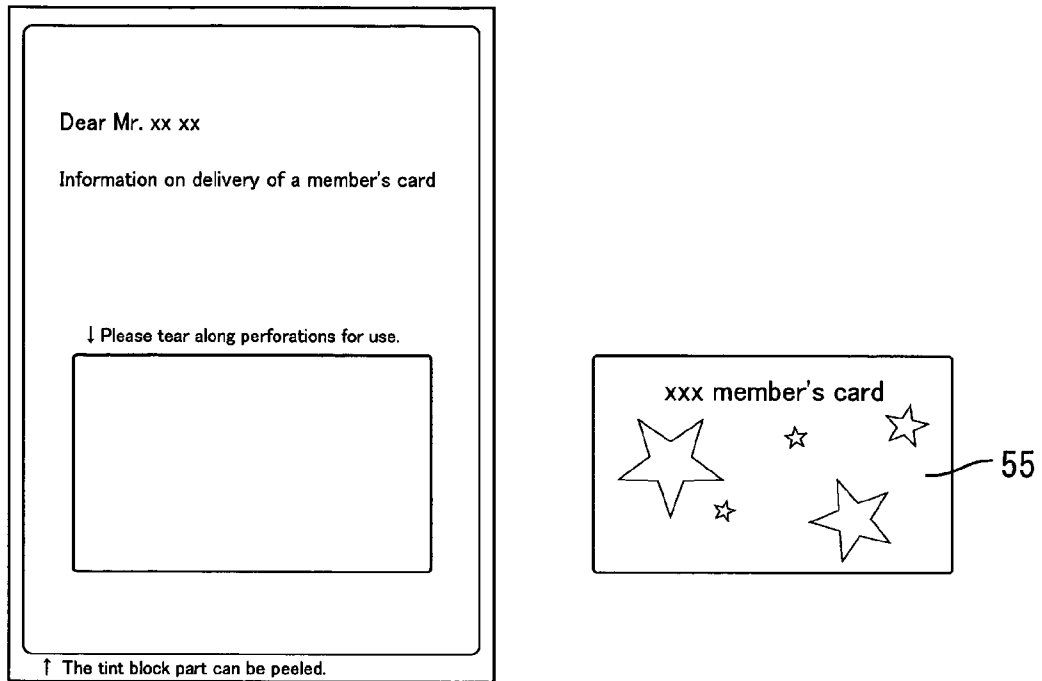 Dear Mr. xx xx
Information on delivery of a member's card
↓ Please tear along perforations for use.
↑ The tint block part can be peeled.
xxx member's card
55